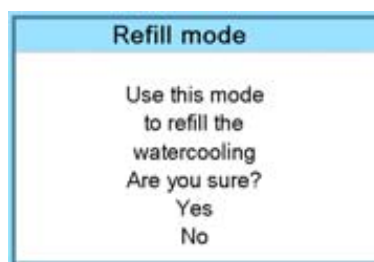 Refill mode
Use this mode
to refill the
watercooling
Are you sure?
Yes
No